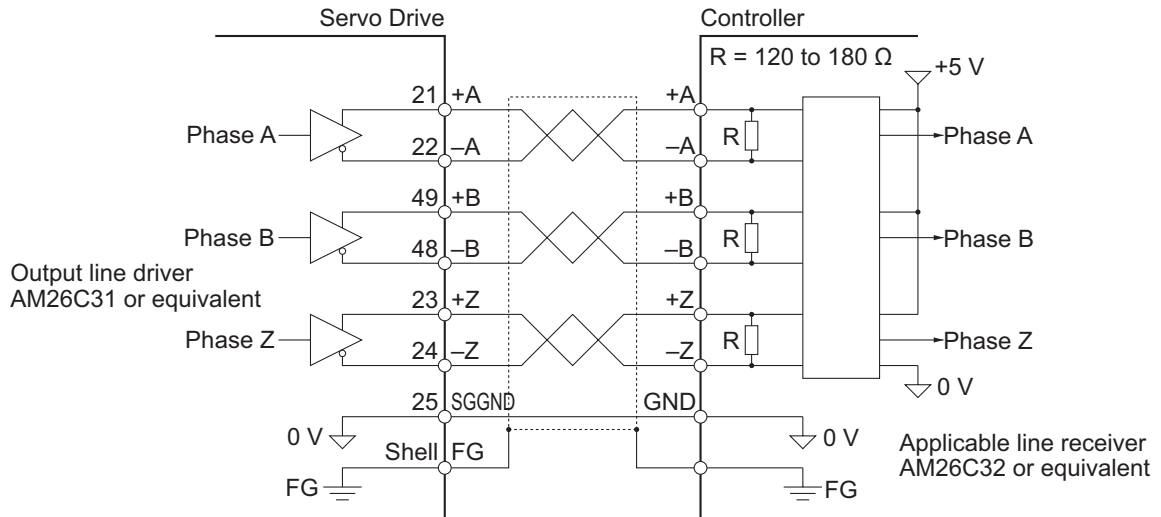 Servo Drive
Controller
R = 120 to 180 Ω
+5 V
21 +A
+A
Phase A
R
Phase A
22 –A
–A
49 +B
+B
Phase B
R
Phase B
48 –B
–B
Output line driver
AM26C31 or equivalent
23 +Z
+Z
Phase Z
R
Phase Z
24 –Z
–Z
0 V
25 SGGND
GND
0 V
0 V
Shell FG
Applicable line receiver
AM26C32 or equivalent
FG
FG